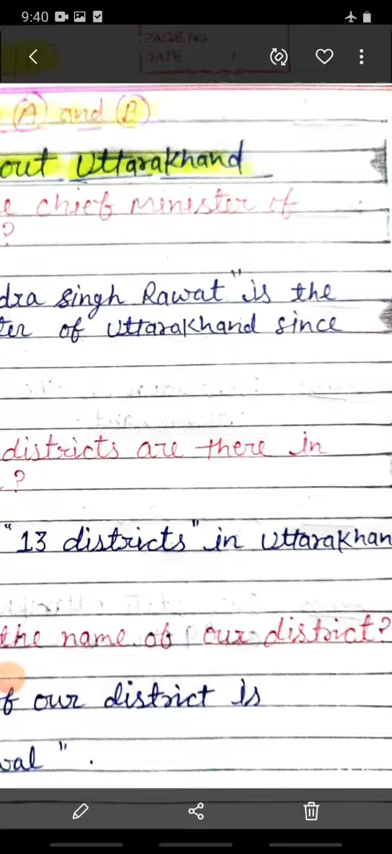 9:40
PAGE NO
DATE
(A) and (B)
out Uttarakhand
e chief minister of
?
dra singh Rawat" is the
ter of Uttarakhand since
districts are there in
?
"13 districts" in Uttarakhan
the name of our district?
of our district is
wal".